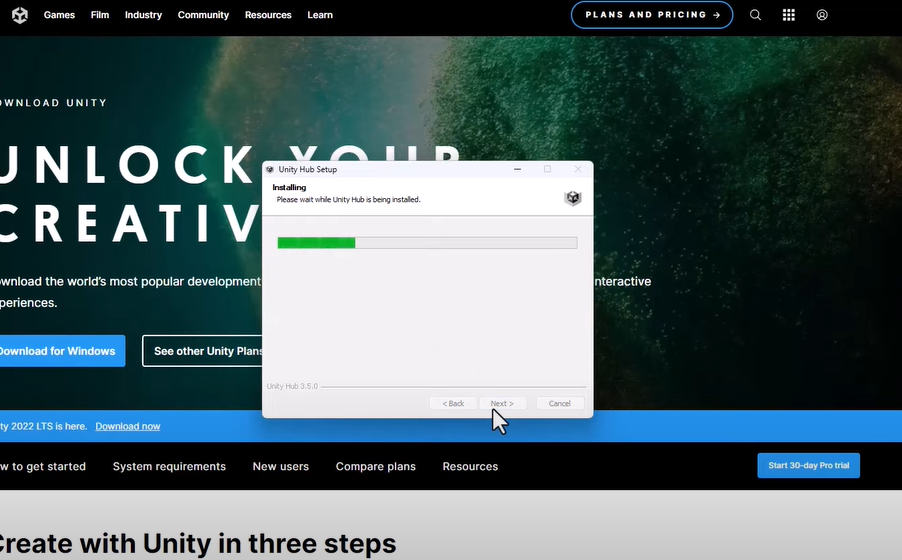 Games Film Industry Community Resources Learn PLANS AND PRICING →
OWNLOAD UNITY
UNLOCK YOUR
CREATIV
Unity Hub Setup
Installing
Please wait while Unity Hub is being installed.
wnload the world's most popular development
nteractive
periences.
Download for Windows See other Unity Plans
Unity Hub 3.5.0
< Back Next > Cancel
ty 2022 LTS is here. Download now
w to get started System requirements New users Compare plans Resources Start 30-day Pro trial
Create with Unity in three steps